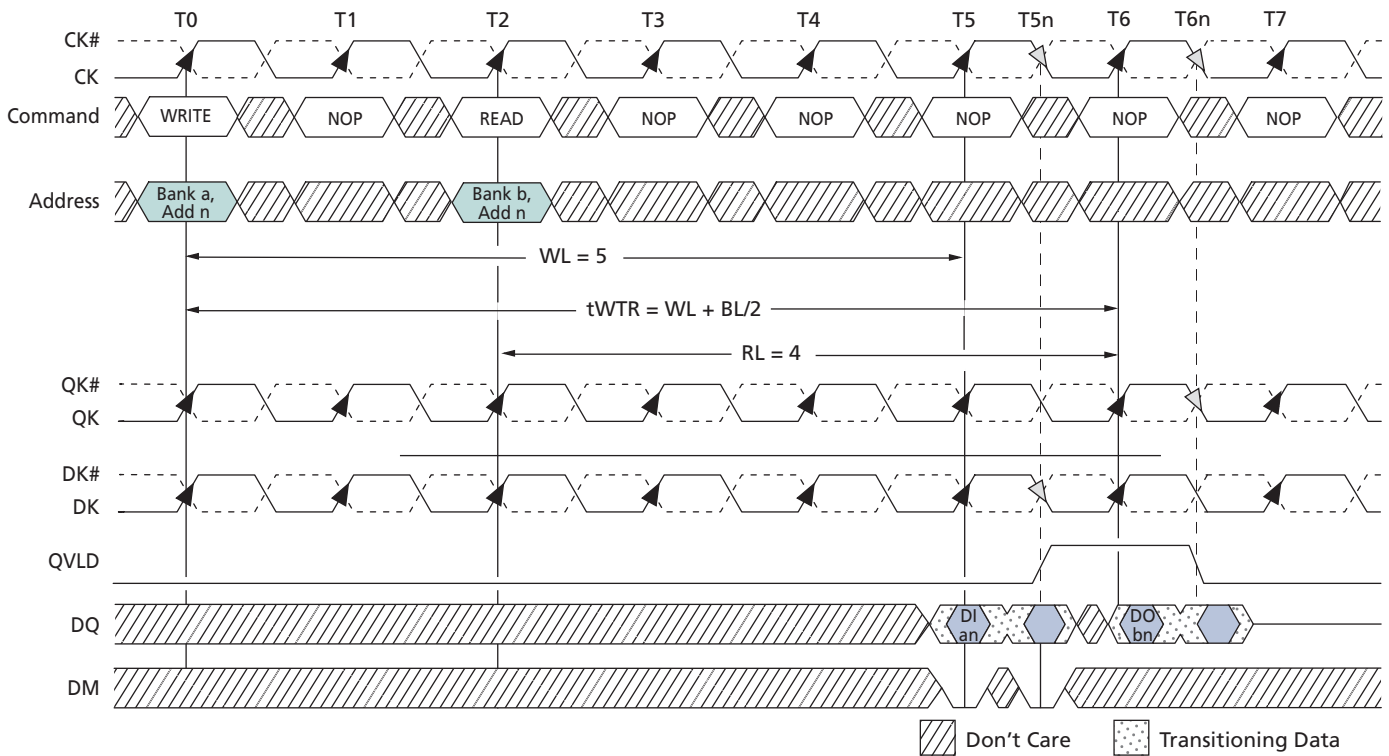 T0 T1 T2 T3 T4 T5 T5n T6 T6n T7
CK#
CK
Command WRITE NOP READ NOP NOP NOP NOP NOP
Address Bank a, Add n Bank b, Add n
WL = 5
tWTR = WL + BL/2
RL = 4
QK#
QK
DK#
DK
QVLD
DQ DI an DO bn
DM
Don't Care Transitioning Data